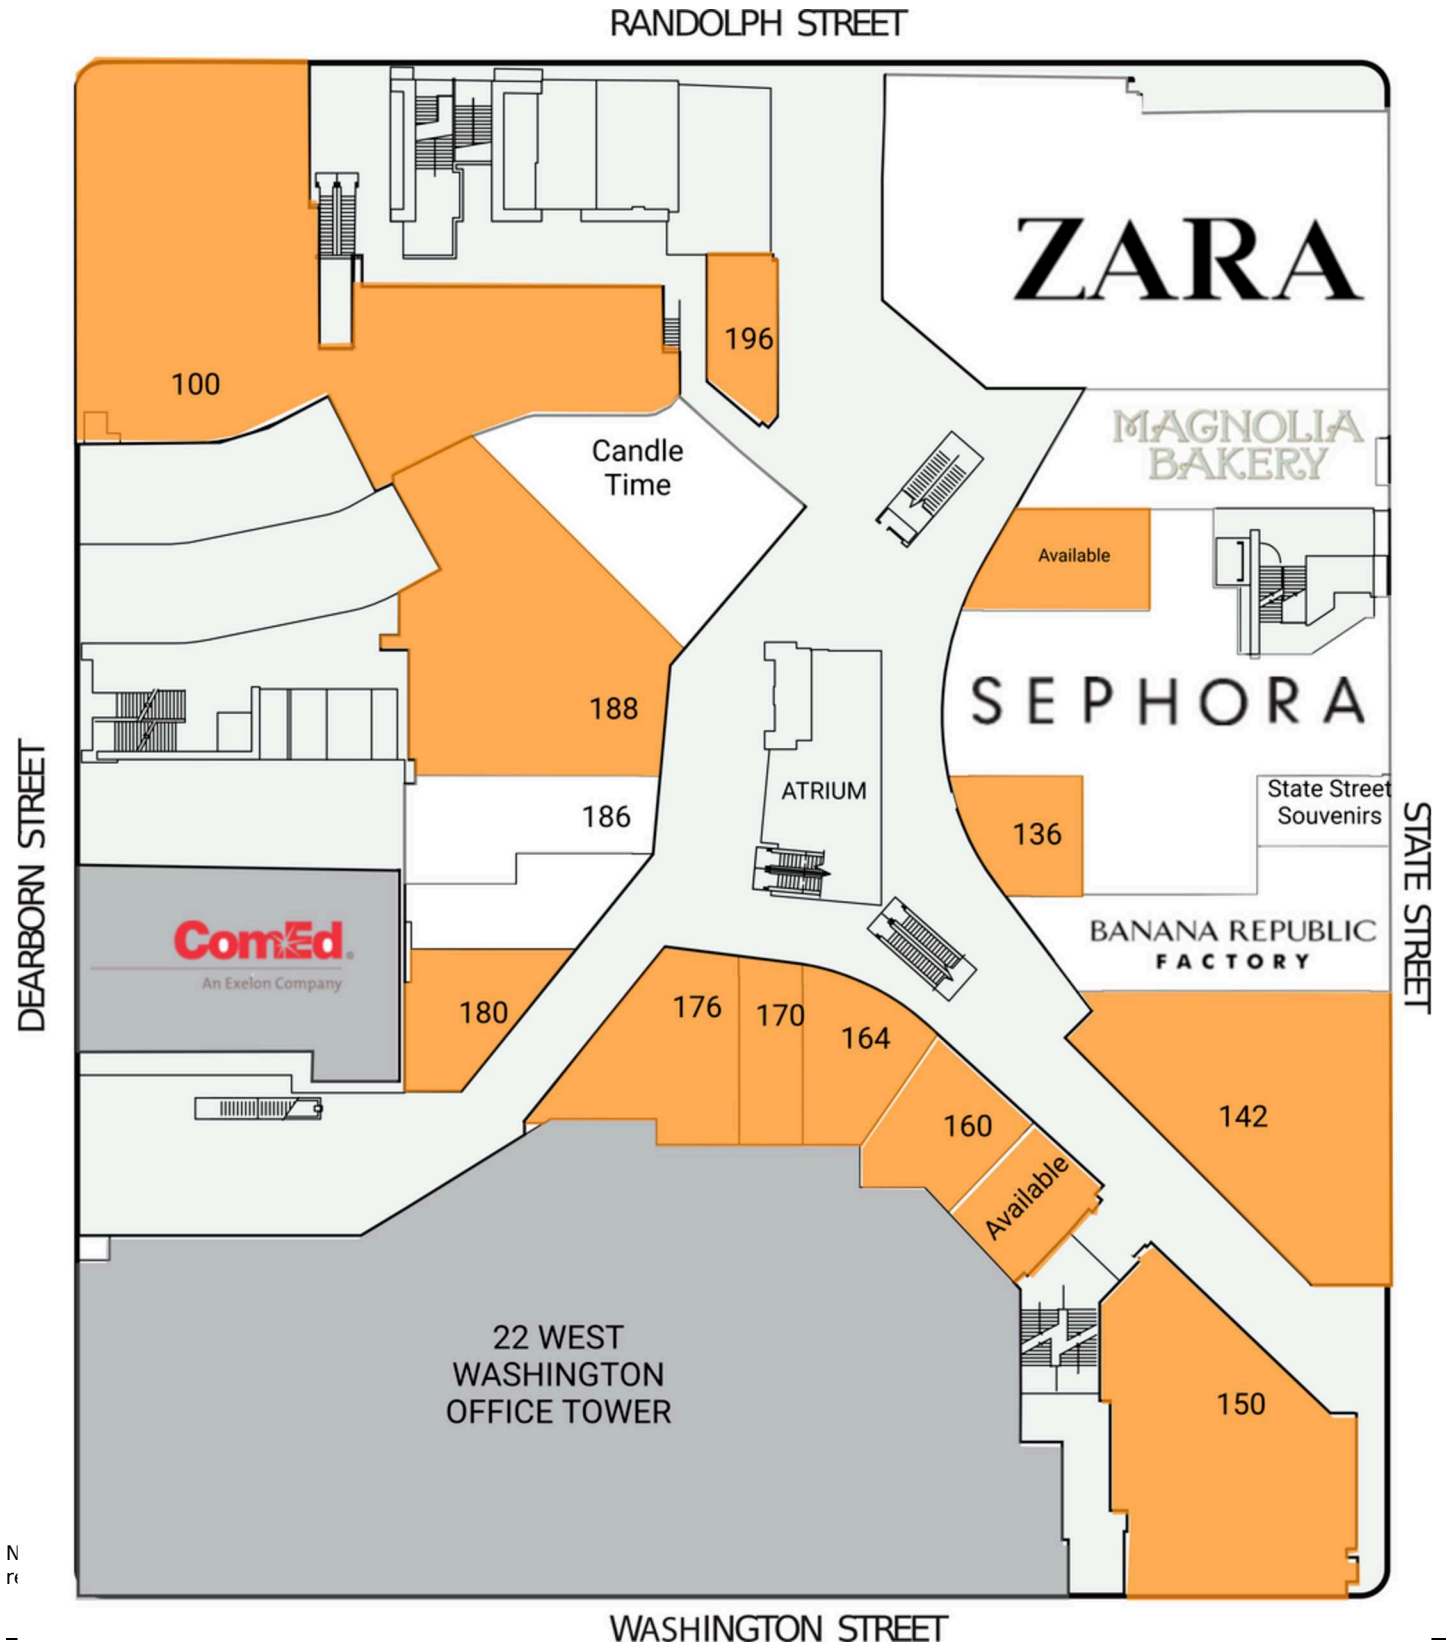 RANDOLPH STREET
ZARA
196
100
MAGNOLIA
BAKERY
Candle
Time
Available
SEPHORA
188
ATRIUM
State Street
Souvenirs
186
136
DEARBORN STREET
STATE STREET
ComEd®
An Exelon Company
BANANA REPUBLIC
FACTORY
180
176
170
164
160
142
Available
22 WEST
WASHINGTON
OFFICE TOWER
150
N
WASHINGTON STREET